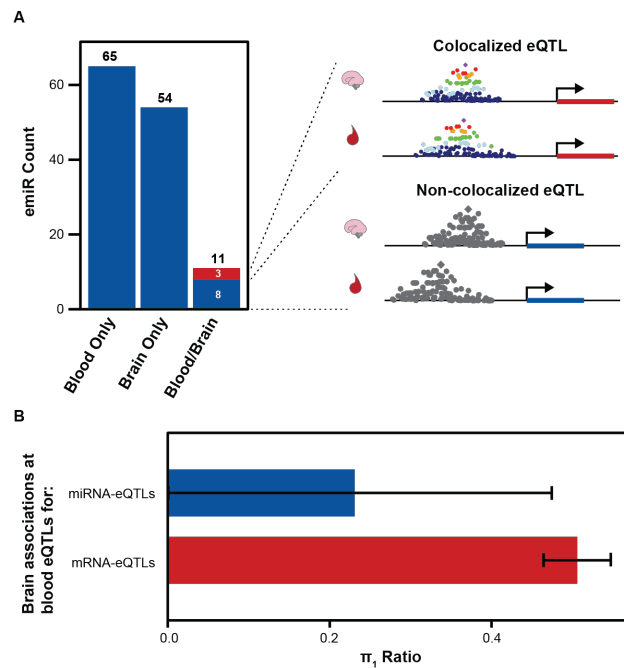 A
Colocalized eQTL
Non-colocalized eQTL
emiR Count
60
40
20
0
65
54
11
3
8
Blood Only
Brain Only
Blood/Brain
B
Brain associations at
blood eQTLs for:
miRNA-eQTLs
mRNA-eQTLs
0.0
0.2
0.4
π₁ Ratio